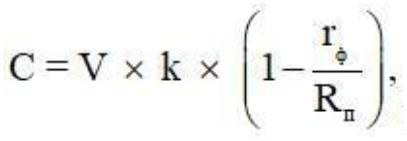 C = V × k × (1 − r_ф / R_п),